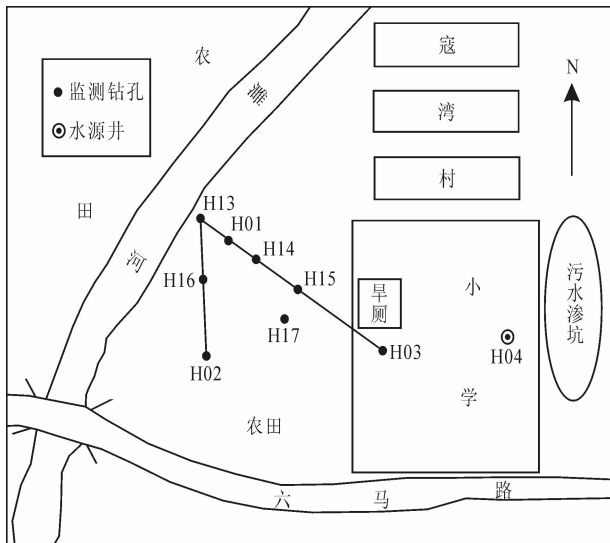 农
田
监测钻孔
水源井
滩
河
寇
湾
村
N
H13
H01
H14
H16
H15
H17
H02
H03
H04
旱
厕
小
学
污水渗坑
农田
六马路